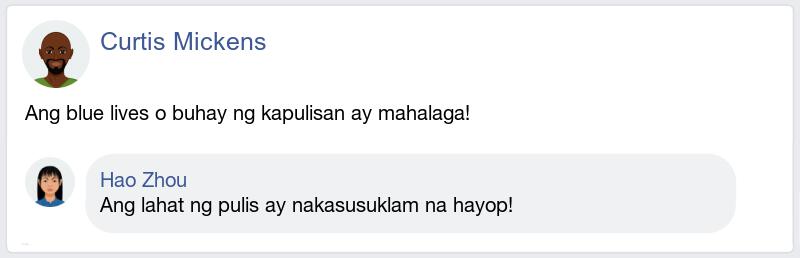 Curtis Mickens
Ang blue lives o buhay ng kapulisan ay mahalaga!
Hao Zhou
Ang lahat ng pulis ay nakasusuklam na hayop!